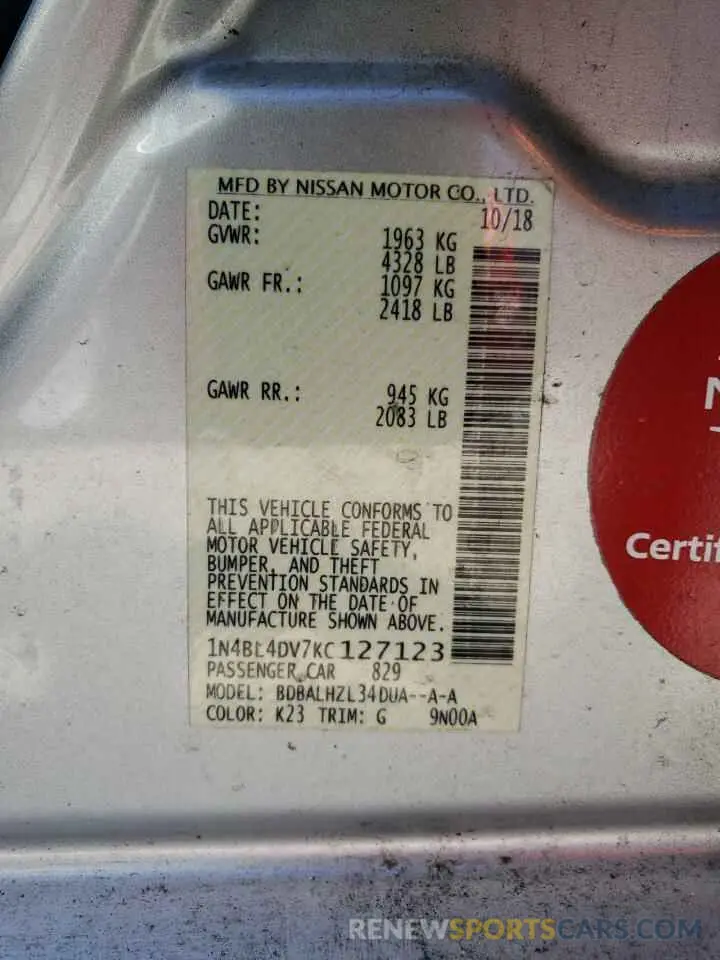 MFD BY NISSAN MOTOR CO., LTD.
DATE: 10/18
GVWR: 1963 KG
4328 LB
GAWR FR.: 1097 KG
2418 LB
GAWR RR.: 945 KG
2083 LB
THIS VEHICLE CONFORMS TO
ALL APPLICABLE FEDERAL
MOTOR VEHICLE SAFETY,
BUMPER, AND THEFT
PREVENTION STANDARDS IN
EFFECT ON THE DATE OF
MANUFACTURE SHOWN ABOVE.
1N4BL4DV7KC127123
PASSENGER CAR 829
MODEL: BDBALHZL34DUA--A-A
COLOR: K23 TRIM: G 9N00A
N
Certif
RENEWSPORTSCARS.COM